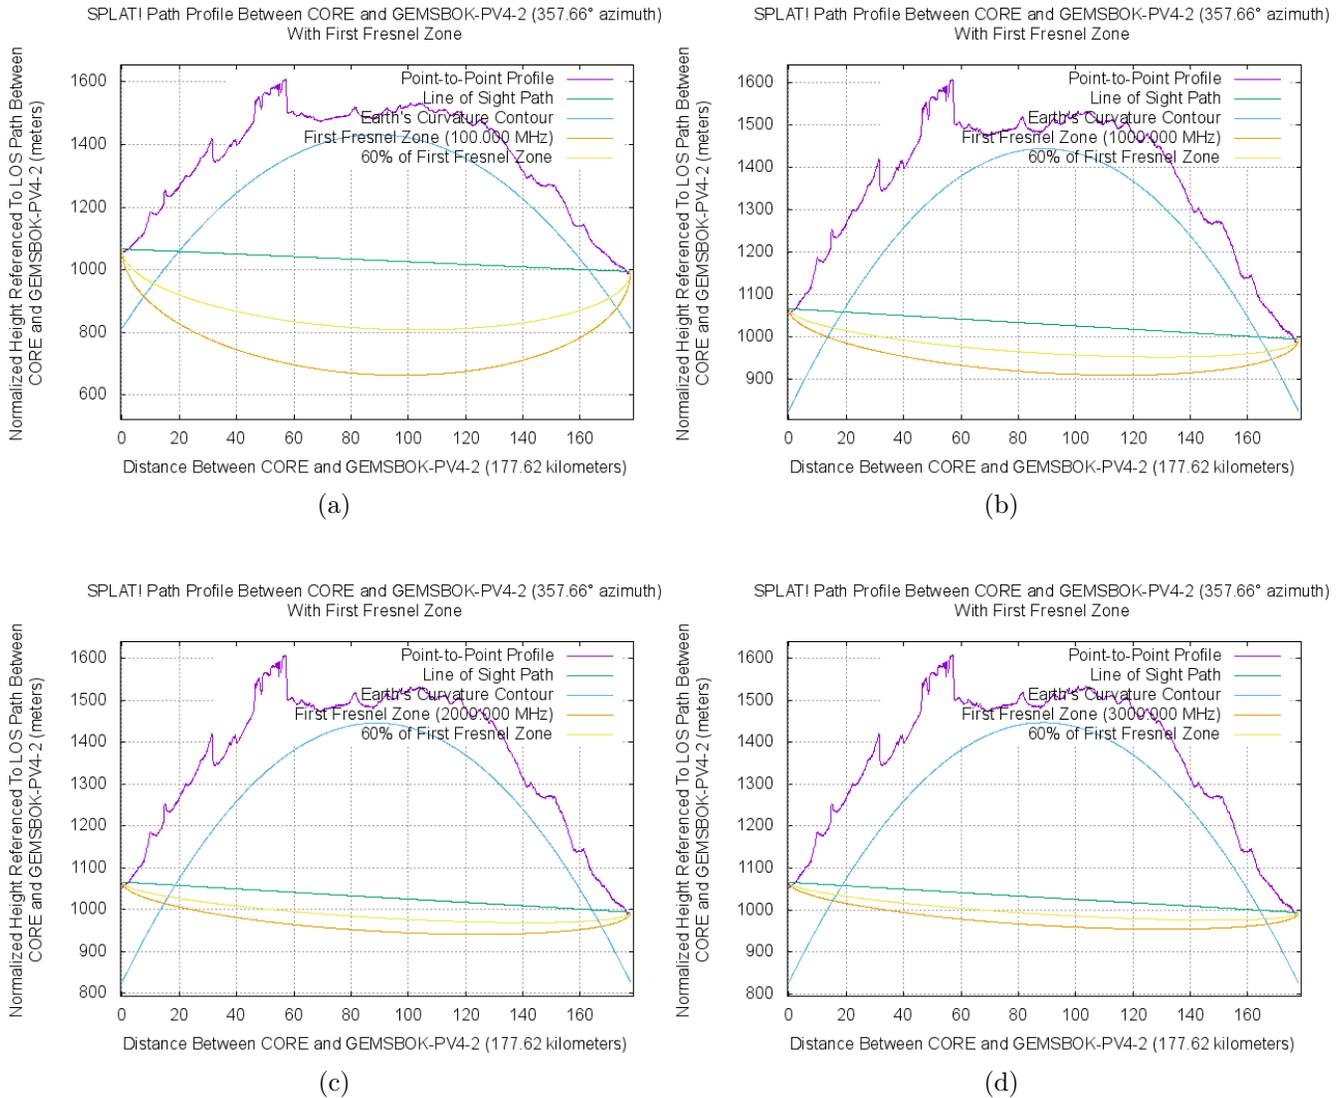 SPLAT! Path Profile Between CORE and GEMSBOK-PV4-2 (357.66° azimuth)
With First Fresnel Zone
Normalized Height Referenced To LOS Path Between
CORE and GEMSBOK-PV4-2 (meters)
1600
1400
1200
1000
800
600
Point-to-Point Profile
Line of Sight Path
Earth's Curvature Contour
First Fresnel Zone (100.000 MHz)
60% of First Fresnel Zone
0 20 40 60 80 100 120 140 160
Distance Between CORE and GEMSBOK-PV4-2 (177.62 kilometers)
(a)
SPLAT! Path Profile Between CORE and GEMSBOK-PV4-2 (357.66° azimuth)
With First Fresnel Zone
Normalized Height Referenced To LOS Path Between
CORE and GEMSBOK-PV4-2 (meters)
1600
1500
1400
1300
1200
1100
1000
900
Point-to-Point Profile
Line of Sight Path
Earth's Curvature Contour
First Fresnel Zone (1000.000 MHz)
60% of First Fresnel Zone
0 20 40 60 80 100 120 140 160
Distance Between CORE and GEMSBOK-PV4-2 (177.62 kilometers)
(b)
SPLAT! Path Profile Between CORE and GEMSBOK-PV4-2 (357.66° azimuth)
With First Fresnel Zone
Normalized Height Referenced To LOS Path Between
CORE and GEMSBOK-PV4-2 (meters)
1600
1500
1400
1300
1200
1100
1000
900
800
Point-to-Point Profile
Line of Sight Path
Earth's Curvature Contour
First Fresnel Zone (2000.000 MHz)
60% of First Fresnel Zone
0 20 40 60 80 100 120 140 160
Distance Between CORE and GEMSBOK-PV4-2 (177.62 kilometers)
(c)
SPLAT! Path Profile Between CORE and GEMSBOK-PV4-2 (357.66° azimuth)
With First Fresnel Zone
Normalized Height Referenced To LOS Path Between
CORE and GEMSBOK-PV4-2 (meters)
1600
1500
1400
1300
1200
1100
1000
900
800
Point-to-Point Profile
Line of Sight Path
Earth's Curvature Contour
First Fresnel Zone (3000.000 MHz)
60% of First Fresnel Zone
0 20 40 60 80 100 120 140 160
Distance Between CORE and GEMSBOK-PV4-2 (177.62 kilometers)
(d)